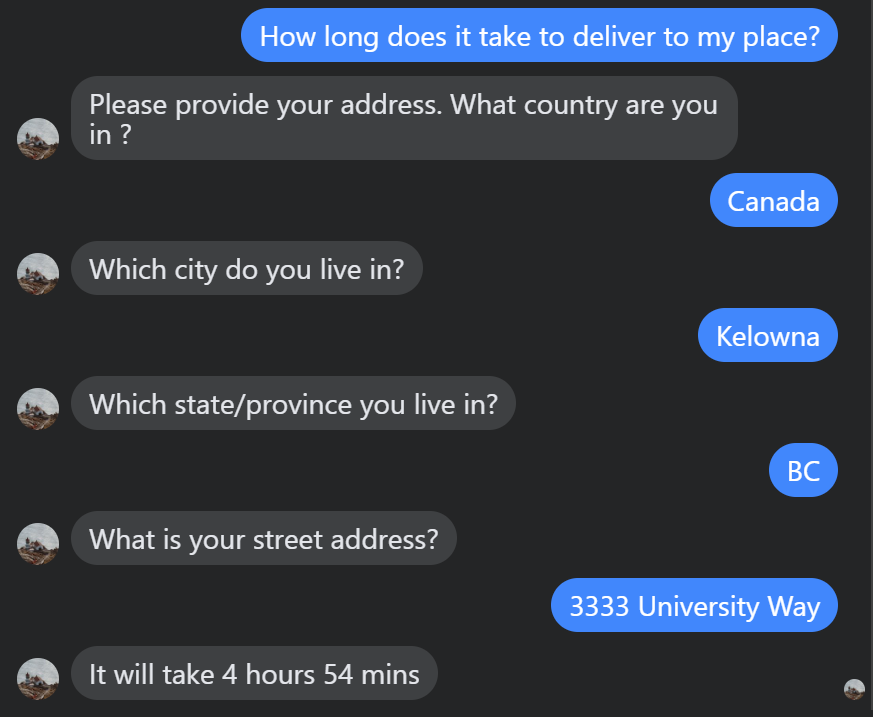 How long does it take to deliver to my place?
Please provide your address. What country are you
in ?
Canada
Which city do you live in?
Kelowna
Which state/province you live in?
BC
What is your street address?
3333 University Way
It will take 4 hours 54 mins